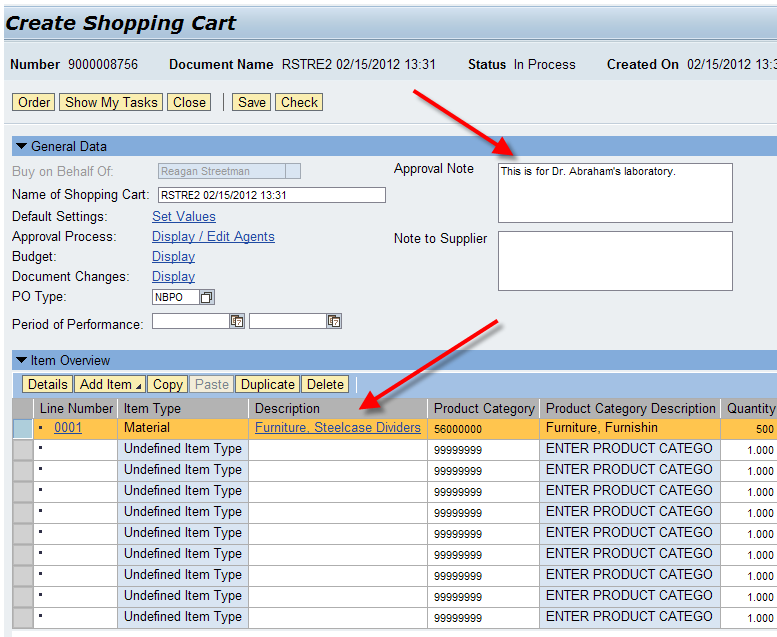 Create Shopping Cart
Number 9000008756 Document Name RSTRE2 02/15/2012 13:31 Status In Process Created On 02/15/2012 13:3
Order Show My Tasks Close Save Check
General Data
Buy on Behalf Of: Reagan Streetman
Approval Note This is for Dr. Abraham's laboratory.
Name of Shopping Cart: RSTRE2 02/15/2012 13:31
Default Settings: Set Values
Approval Process: Display / Edit Agents
Note to Supplier
Budget: Display
Document Changes: Display
PO Type: NBPO
Period of Performance:
Item Overview
Details Add Item Copy Paste Duplicate Delete
Line Number Item Type Description Product Category Product Category Description Quantity
0001 Material Furniture, Steelcase Dividers 56000000 Furniture, Furnishin 500
Undefined Item Type 99999999 ENTER PRODUCT CATEGO 1.000
Undefined Item Type 99999999 ENTER PRODUCT CATEGO 1.000
Undefined Item Type 99999999 ENTER PRODUCT CATEGO 1.000
Undefined Item Type 99999999 ENTER PRODUCT CATEGO 1.000
Undefined Item Type 99999999 ENTER PRODUCT CATEGO 1.000
Undefined Item Type 99999999 ENTER PRODUCT CATEGO 1.000
Undefined Item Type 99999999 ENTER PRODUCT CATEGO 1.000
Undefined Item Type 99999999 ENTER PRODUCT CATEGO 1.000
Undefined Item Type 99999999 ENTER PRODUCT CATEGO 1.000